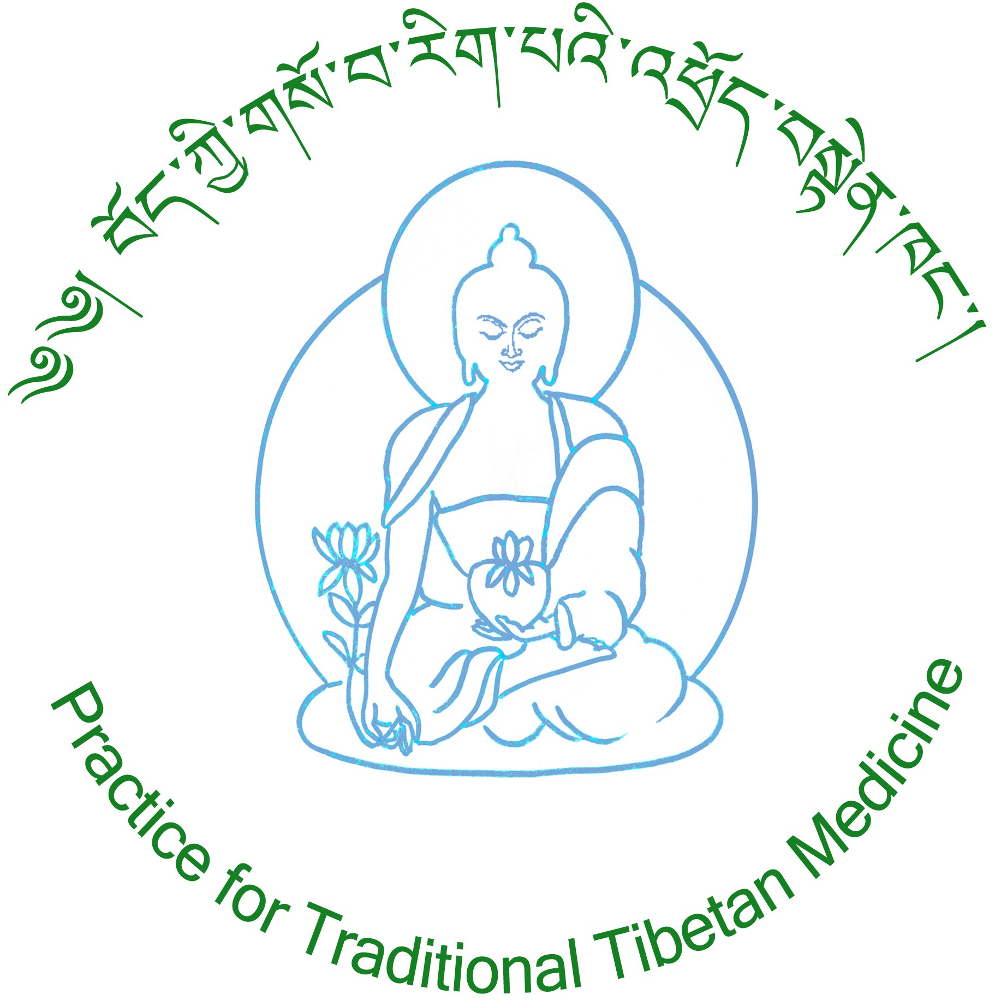 ༄༅། བོད་ཀྱི་གསོ་བ་རིག་པའི་འཕྲོད་བསྟེན་ཁང་།
Practice for Traditional Tibetan Medicine